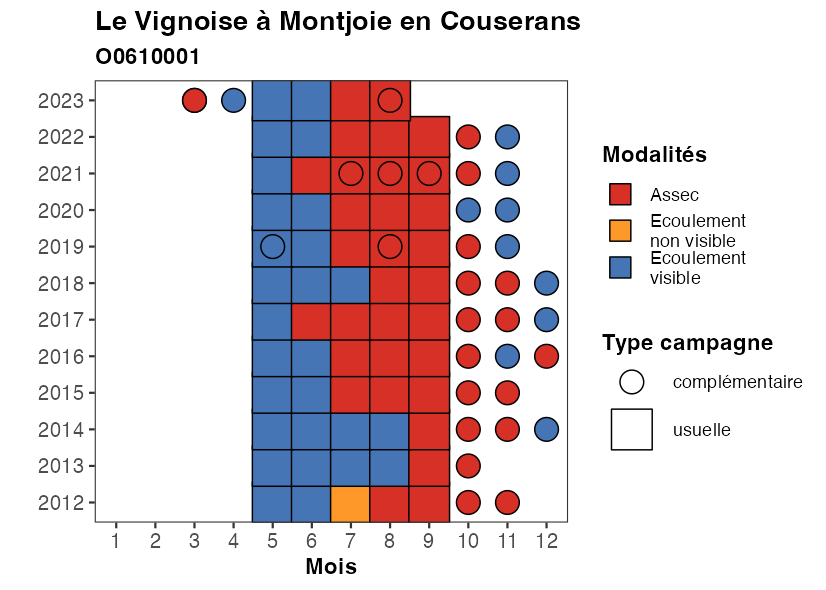 Le Vignoise à Montjoie en Couserans
O0610001
2023
2022
2021
2020
2019
2018
2017
2016
2015
2014
2013
2012
1 2 3 4 5 6 7 8 9 10 11 12
Mois
Modalités
Assec
Ecoulement
non visible
Ecoulement
visible
Type campagne
complémentaire
usuelle